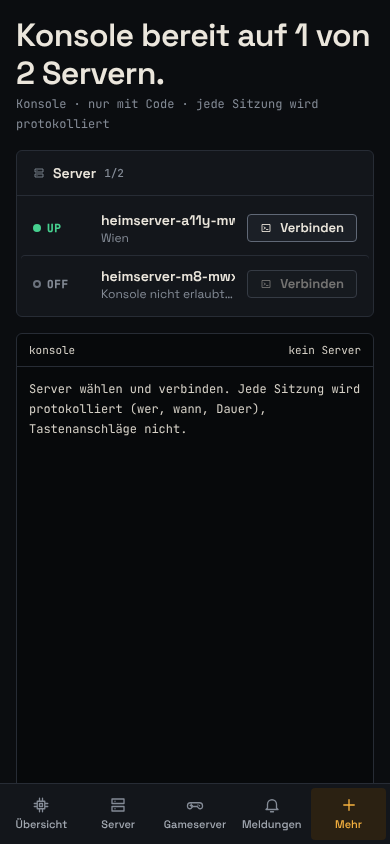 Konsole bereit auf 1 von
2 Servern.
Konsole · nur mit Code · jede Sitzung wird
protokolliert
Server 1/2
UP heimserver-a11y-mw Verbinden
Wien
OFF heimserver-m8-mwx Verbinden
Konsole nicht erlaubt…
konsole kein Server
Server wählen und verbinden. Jede Sitzung wird
protokolliert (wer, wann, Dauer),
Tastenanschläge nicht.
Übersicht Server Gameserver Meldungen Mehr